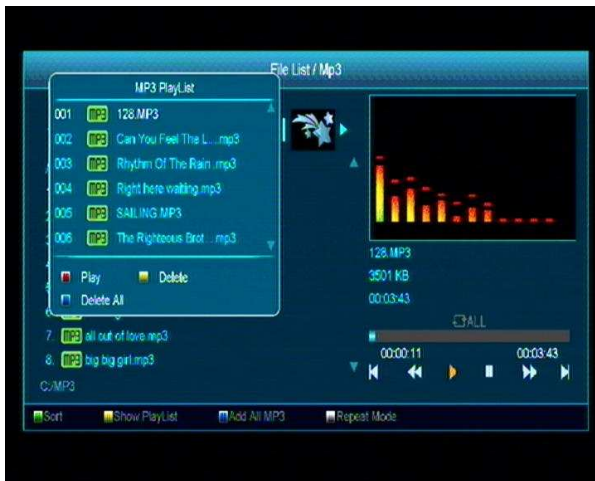 File List / Mp3
MP3 PlayList
001 MP3 128.MP3
002 MP3 Can You Feel The L....mp3
003 MP3 Rhythm Of The Rain .mp3
004 MP3 Right here waiting.mp3
005 MP3 SAILING.MP3
006 MP3 The Righteous Brot ...mp3
Play Delete
Delete All
7. MP3 all out of love.mp3
8. MP3 big big girl.mp3
C:/MP3
128.MP3
3501 KB
00:03:43
ALL
00:00:11 00:03:43
Sort Show PlayList Add All MP3 Repeat Mode